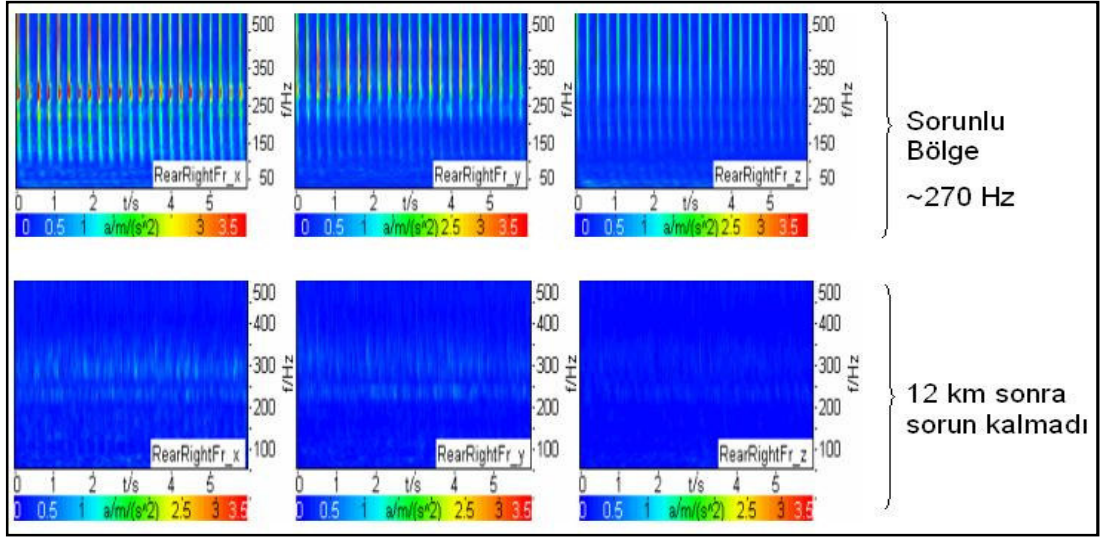 500
350
250
150
50
f/Hz
RearRightFr_x
0 2 4
t/s
0 0.5 1 a/m/(s^2) 3 3.5
500
350
250
150
50
f/Hz
RearRightFr_y
0 2 4
t/s
0 0.5 1 a/m/(s^2) 2.5 3 3.5
500
350
250
150
50
f/Hz
RearRightFr_z
0 2 4
t/s
0 0.5 1 a/m/(s^2) 2.5 3 3.5
Sorunlu
Bölge
~270 Hz
500
400
300
200
100
f/Hz
RearRightFr_x
0 1 2 t/s 4 5
0 0.5 1 a/m/(s^2) 2.5 3 3.5
500
400
300
200
100
f/Hz
RearRightFr_y
0 1 2 t/s 4 5
0 0.5 1 a/m/(s^2) 2.5 3 3.5
500
400
300
200
100
f/Hz
RearRightFr_z
0 1 2 t/s 4 5
0 0.5 1 a/m/(s^2) 2.5 3 3.5
12 km sonra
sorun kalmadı